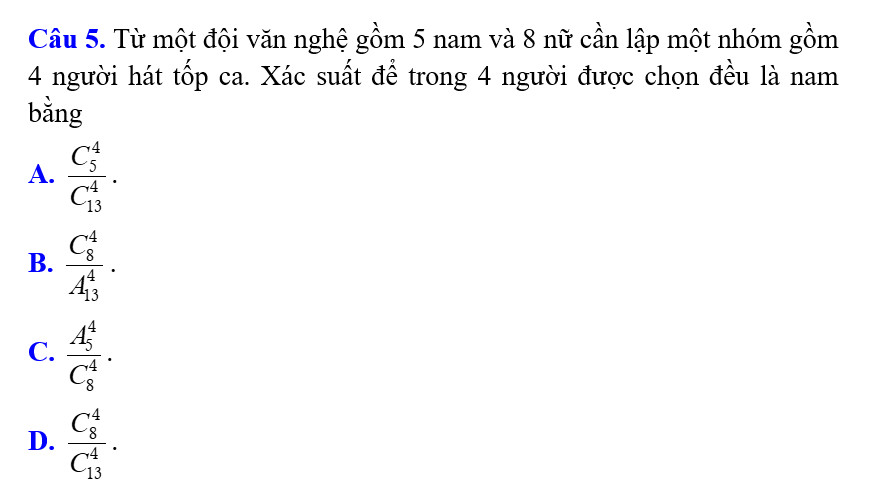 Câu 5. Từ một đội văn nghệ gồm 5 nam và 8 nữ cần lập một nhóm gồm
4 người hát tốp ca. Xác suất để trong 4 người được chọn đều là nam
bằng
A. $\frac{C_5^4}{C_{13}^4}$.
B. $\frac{C_8^4}{A_{13}^4}$.
C. $\frac{A_5^4}{C_8^4}$.
D. $\frac{C_8^4}{C_{13}^4}$.